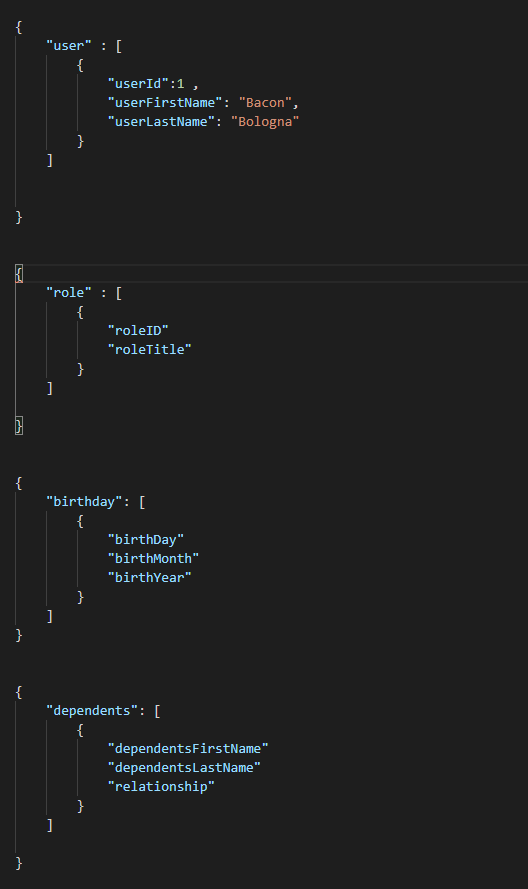 {
    "user" : [
        {
            "userId":1 ,
            "userFirstName": "Bacon",
            "userLastName": "Bologna"
        }
    ]
}
{
    "role" : [
        {
            "roleID"
            "roleTitle"
        }
    ]
}
{
    "birthday": [
        {
            "birthDay"
            "birthMonth"
            "birthYear"
        }
    ]
}
{
    "dependents": [
        {
            "dependentsFirstName"
            "dependentsLastName"
            "relationship"
        }
    ]
}